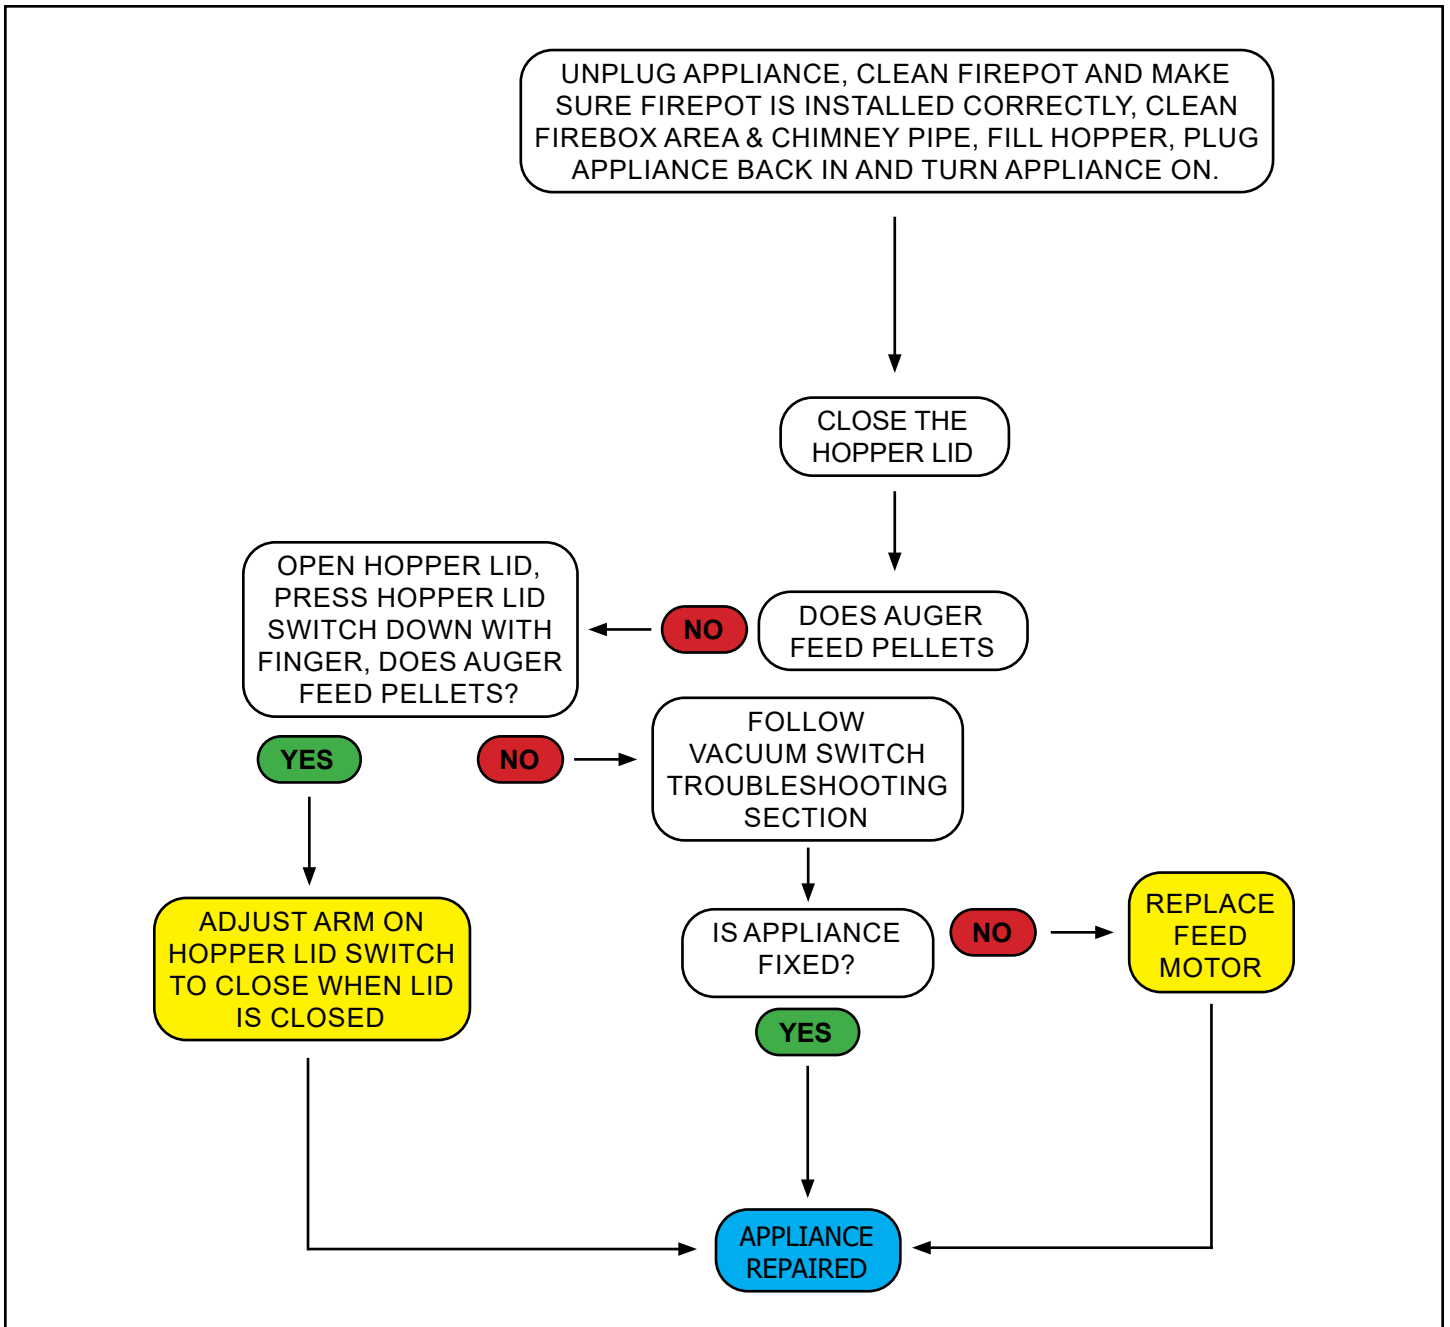 UNPLUG APPLIANCE, CLEAN FIREPOT AND MAKE
SURE FIREPOT IS INSTALLED CORRECTLY, CLEAN
FIREBOX AREA & CHIMNEY PIPE, FILL HOPPER, PLUG
APPLIANCE BACK IN AND TURN APPLIANCE ON.
CLOSE THE
HOPPER LID
DOES AUGER
FEED PELLETS
NO
OPEN HOPPER LID,
PRESS HOPPER LID
SWITCH DOWN WITH
FINGER, DOES AUGER
FEED PELLETS?
YES
NO
FOLLOW
VACUUM SWITCH
TROUBLESHOOTING
SECTION
ADJUST ARM ON
HOPPER LID SWITCH
TO CLOSE WHEN LID
IS CLOSED
IS APPLIANCE
FIXED?
NO
REPLACE
FEED
MOTOR
YES
APPLIANCE
REPAIRED